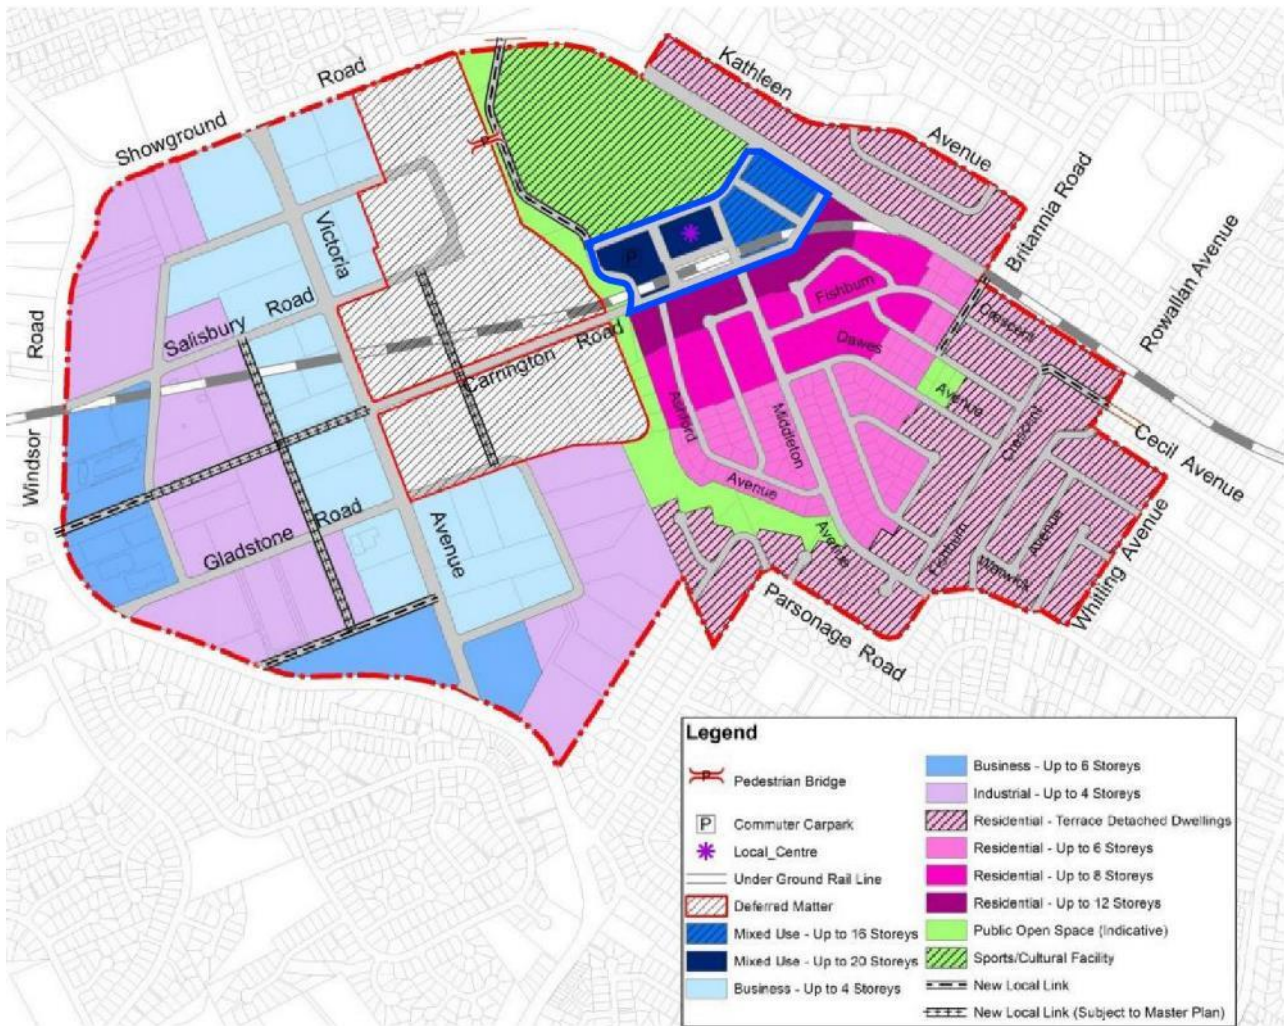 Kathleen
Road
Avenue
Showground
Britannia Road
Rowallan Avenue
P
Victoria
P
Fishburn
Crescent
Road
Salisbury
Road
Dawes
Windsor Road
Carrington Road
Avenue
Ashford
Middleton
Crescent
Cecil Avenue
Avenue
Road
Gladstone
Avenue
Avenue
Avenue
Fishburn
Warwick
Whitling Avenue
Parsonage Road
Legend
Pedestrian Bridge
P Commuter Carpark
Local_Centre
Under Ground Rail Line
Deferred Matter
Mixed Use - Up to 16 Storeys
Mixed Use - Up to 20 Storeys
Business - Up to 4 Storeys
Business - Up to 6 Storeys
Industrial - Up to 4 Storeys
Residential - Terrace Detached Dwellings
Residential - Up to 6 Storeys
Residential - Up to 8 Storeys
Residential - Up to 12 Storeys
Public Open Space (Indicative)
Sports/Cultural Facility
New Local Link
New Local Link (Subject to Master Plan)